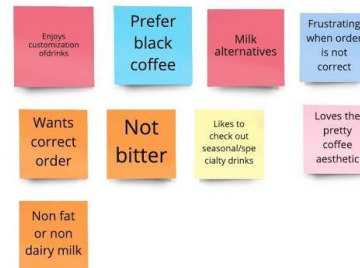 Enjoys
customization
ofdrinks
Prefer
black
coffee
Milk
alternatives
Frustrating
when order
is not
correct
Wants
correct
order
Not
bitter
Likes to
check out
seasonal/spe
cialty drinks
Loves the
pretty
coffee
aesthetic
Non fat
or non
dairy milk